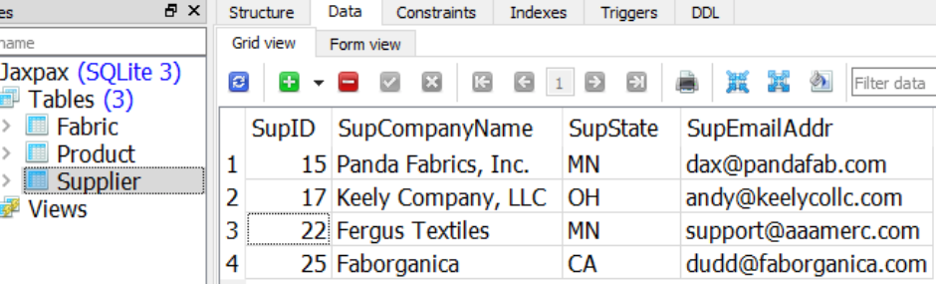 es
Structure Data Constraints Indexes Triggers DDL
name
Grid view Form view
Jaxpax (SQLite 3)
Tables (3)
1 Filter data
Fabric
Product
Supplier
Views
SupID SupCompanyName SupState SupEmailAddr
1 15 Panda Fabrics, Inc. MN dax@pandafab.com
2 17 Keely Company, LLC OH andy@keelycollc.com
3 22 Fergus Textiles MN support@aaamerc.com
4 25 Faborganica CA dudd@faborganica.com